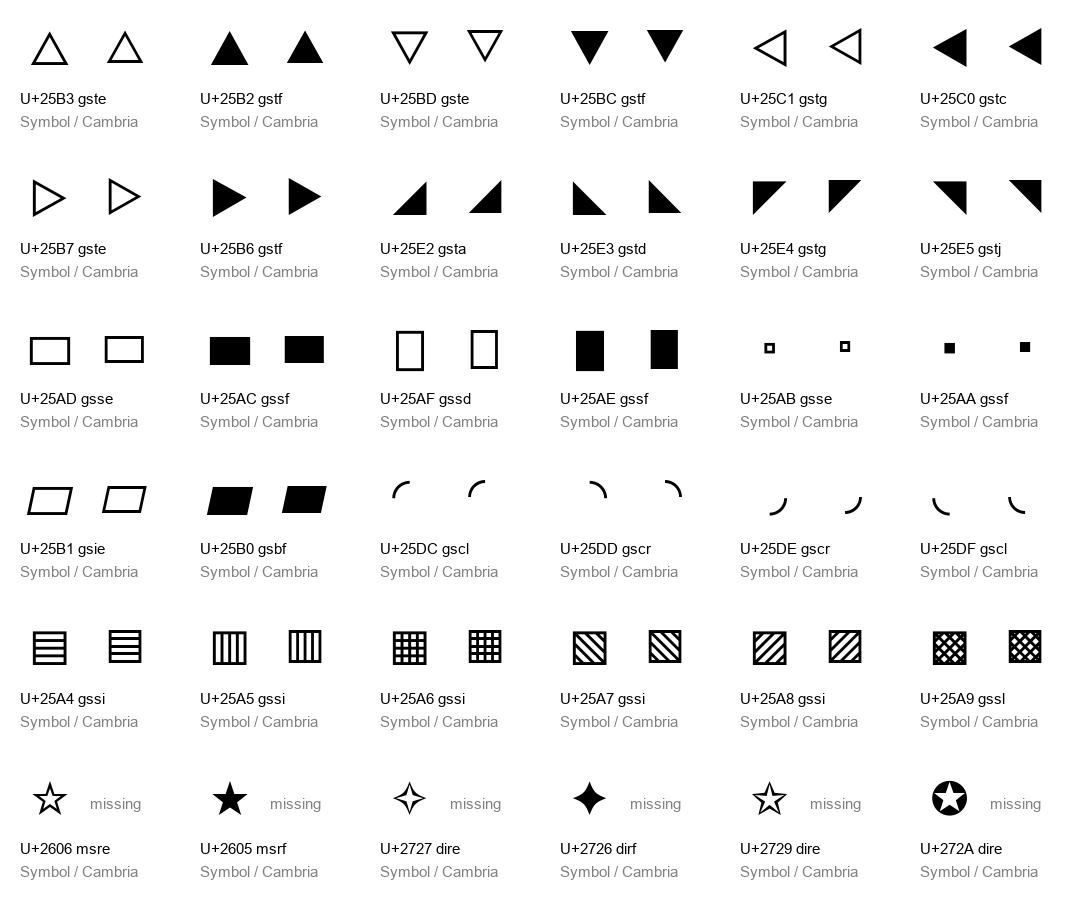 U+25B3 gste U+25B2 gstf U+25BD gste U+25BC gstf U+25C1 gstg U+25C0 gstc
Symbol / Cambria Symbol / Cambria Symbol / Cambria Symbol / Cambria Symbol / Cambria Symbol / Cambria
U+25B7 gste U+25B6 gstf U+25E2 gsta U+25E3 gstd U+25E4 gstg U+25E5 gstj
Symbol / Cambria Symbol / Cambria Symbol / Cambria Symbol / Cambria Symbol / Cambria Symbol / Cambria
U+25AD gsse U+25AC gssf U+25AF gssd U+25AE gssf U+25AB gsse U+25AA gssf
Symbol / Cambria Symbol / Cambria Symbol / Cambria Symbol / Cambria Symbol / Cambria Symbol / Cambria
U+25B1 gsie U+25B0 gsbf U+25DC gscl U+25DD gscr U+25DE gscr U+25DF gscl
Symbol / Cambria Symbol / Cambria Symbol / Cambria Symbol / Cambria Symbol / Cambria Symbol / Cambria
U+25A4 gssi U+25A5 gssi U+25A6 gssi U+25A7 gssi U+25A8 gssi U+25A9 gssl
Symbol / Cambria Symbol / Cambria Symbol / Cambria Symbol / Cambria Symbol / Cambria Symbol / Cambria
missing missing missing missing missing missing
U+2606 msre U+2605 msrf U+2727 dire U+2726 dirf U+2729 dire U+272A dire
Symbol / Cambria Symbol / Cambria Symbol / Cambria Symbol / Cambria Symbol / Cambria Symbol / Cambria